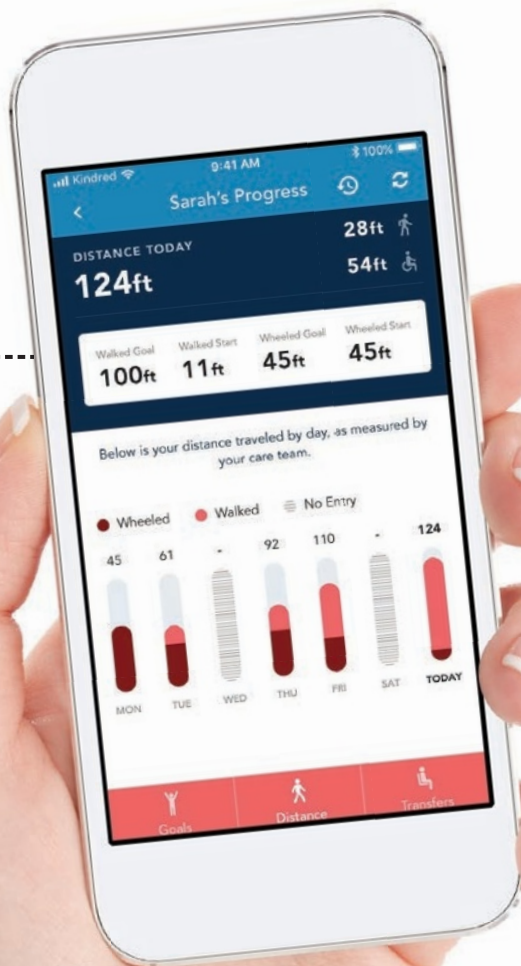 Kindred 9:41 AM 100%
Sarah's Progress
DISTANCE TODAY
124ft
28ft
54ft
Walked Goal Walked Start Wheeled Goal Wheeled Start
100ft 11ft 45ft 45ft
Below is your distance traveled by day, as measured by
your care team.
Wheeled Walked No Entry
45 61 - 92 110 - 124
MON TUE WED THU FRI SAT TODAY
Goals Distance Transfers